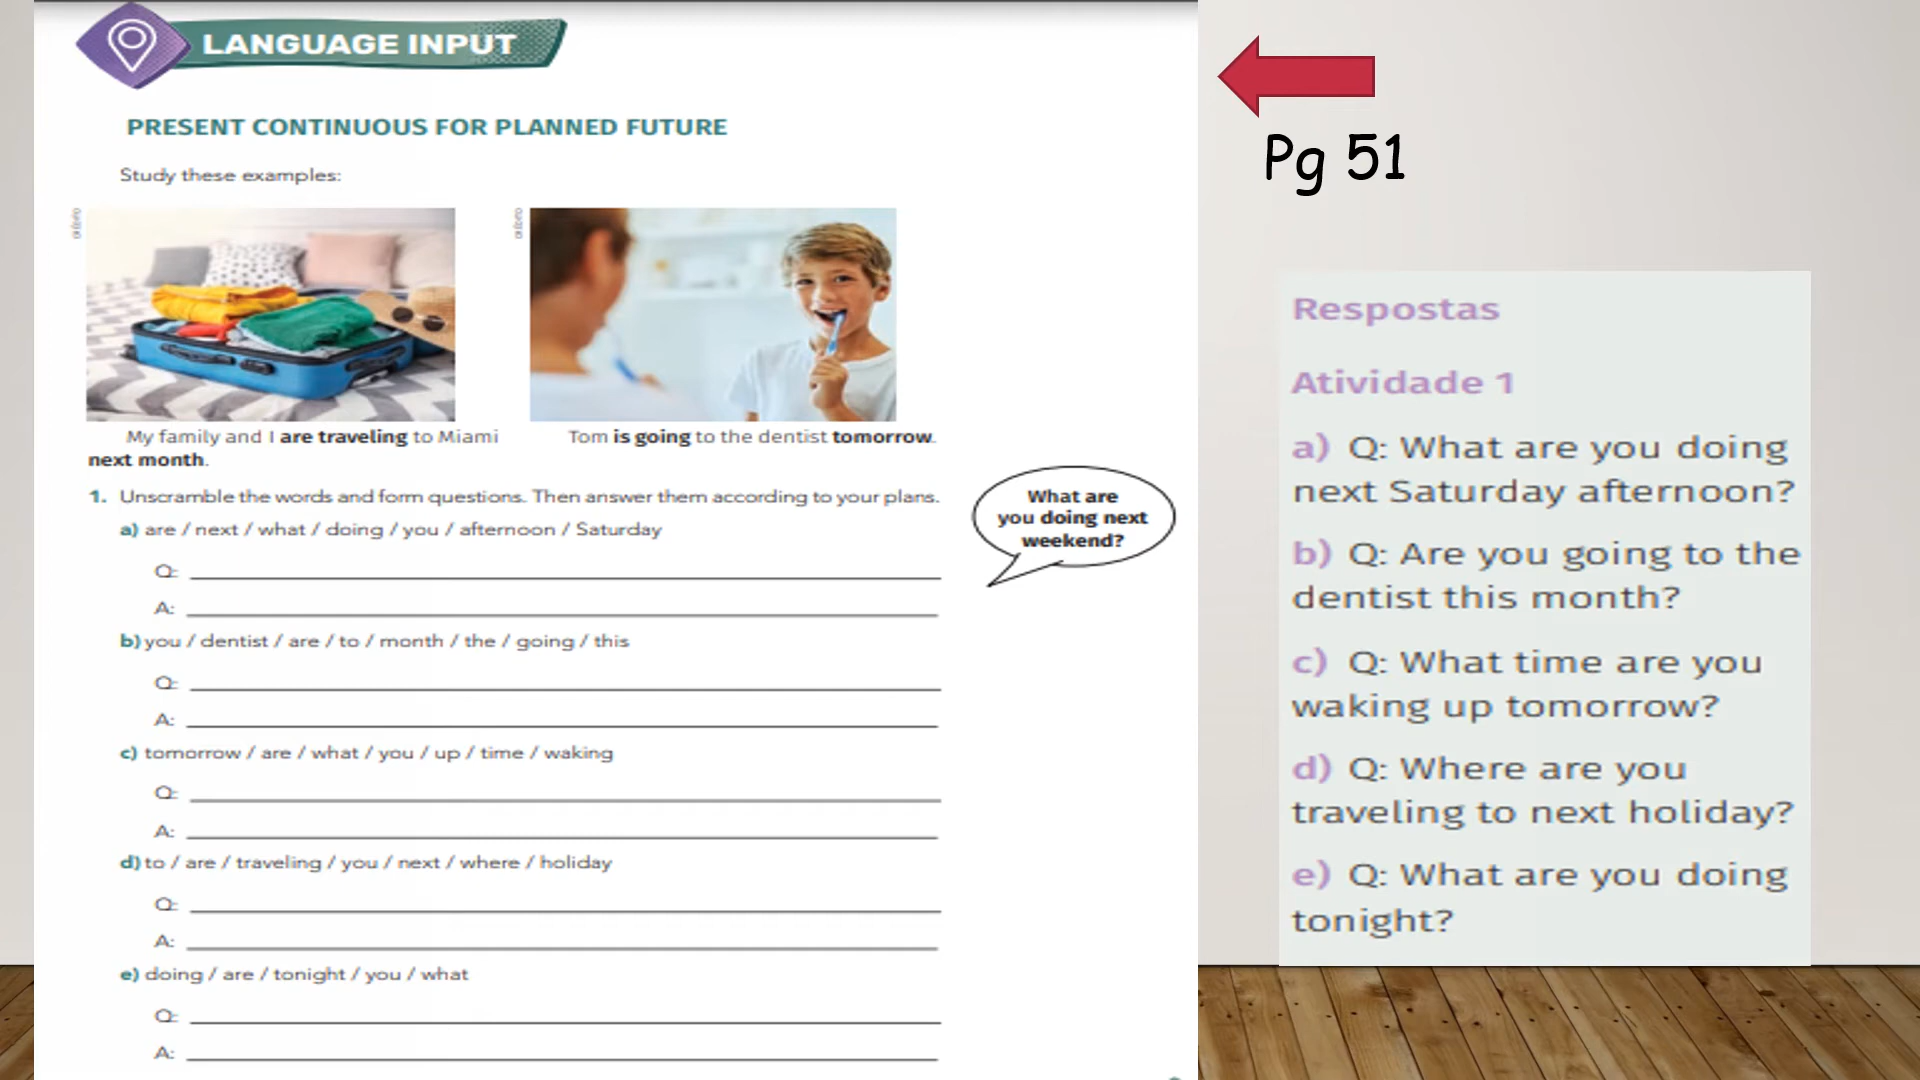 LANGUAGE INPUT
PRESENT CONTINUOUS FOR PLANNED FUTURE
Study these examples:
My family and I are traveling to Miami
next month.
Tom is going to the dentist tomorrow.
1. Unscramble the words and form questions. Then answer them according to your plans.
a) are / next / what / doing / you / afternoon / Saturday
Q:
A:
b) you / dentist / are / to / month / the / going / this
Q:
A:
c) tomorrow / are / what / you / up / time / waking
Q:
A:
d) to / are / traveling / you / next / where / holiday
Q:
A:
e) doing / are / tonight / you / what
Q:
A:
What are
you doing next
weekend?
Pg 51
Respostas
Atividade 1
a) Q: What are you doing
next Saturday afternoon?
b) Q: Are you going to the
dentist this month?
c) Q: What time are you
waking up tomorrow?
d) Q: Where are you
traveling to next holiday?
e) Q: What are you doing
tonight?